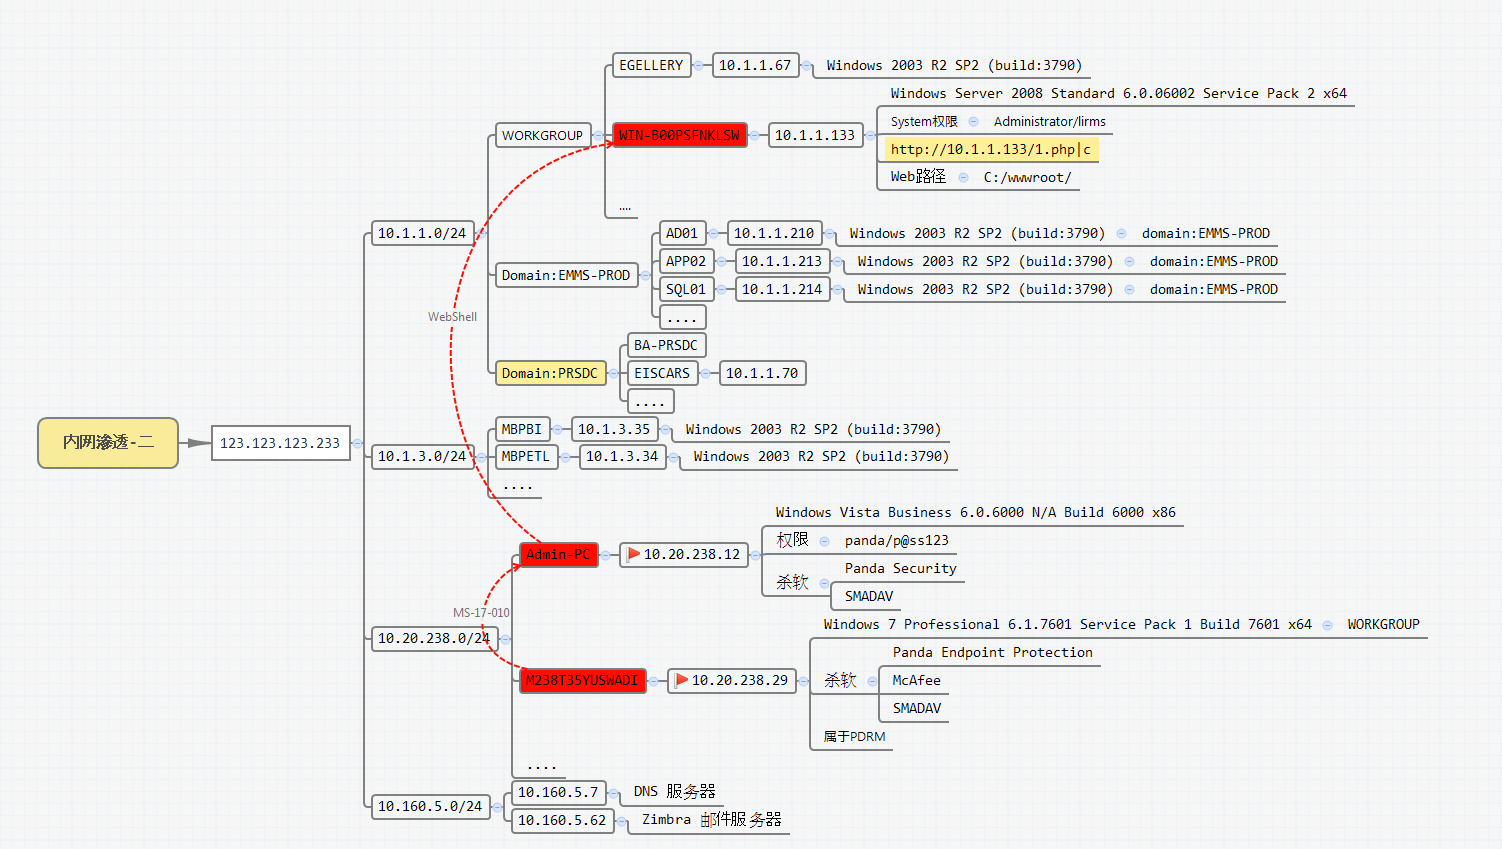 内网渗透-二
123.123.123.233
10.1.1.0/24
WORKGROUP
EGELLERY
10.1.1.67
Windows 2003 R2 SP2 (build:3790)
WIN-B00PSFNKLSW
10.1.1.133
Windows Server 2008 Standard 6.0.06002 Service Pack 2 x64
System权限
Administrator/lirms
http://10.1.1.133/1.php|c
Web路径
C:/wwwroot/
....
Domain:EMMS-PROD
AD01
10.1.1.210
Windows 2003 R2 SP2 (build:3790)
domain:EMMS-PROD
APP02
10.1.1.213
Windows 2003 R2 SP2 (build:3790)
domain:EMMS-PROD
SQL01
10.1.1.214
Windows 2003 R2 SP2 (build:3790)
domain:EMMS-PROD
....
WebShell
Domain:PRSDC
BA-PRSDC
EISCARS
10.1.1.70
....
10.1.3.0/24
MBPBI
10.1.3.35
Windows 2003 R2 SP2 (build:3790)
MBPETL
10.1.3.34
Windows 2003 R2 SP2 (build:3790)
....
10.20.238.0/24
Admin-PC
10.20.238.12
Windows Vista Business 6.0.6000 N/A Build 6000 x86
权限
panda/p@ss123
杀软
Panda Security
SMADAV
MS-17-010
M238T35YUSWADI
10.20.238.29
Windows 7 Professional 6.1.7601 Service Pack 1 Build 7601 x64
WORKGROUP
杀软
Panda Endpoint Protection
McAfee
SMADAV
属于PDRM
....
10.160.5.0/24
10.160.5.7
DNS 服务器
10.160.5.62
Zimbra 邮件服务器